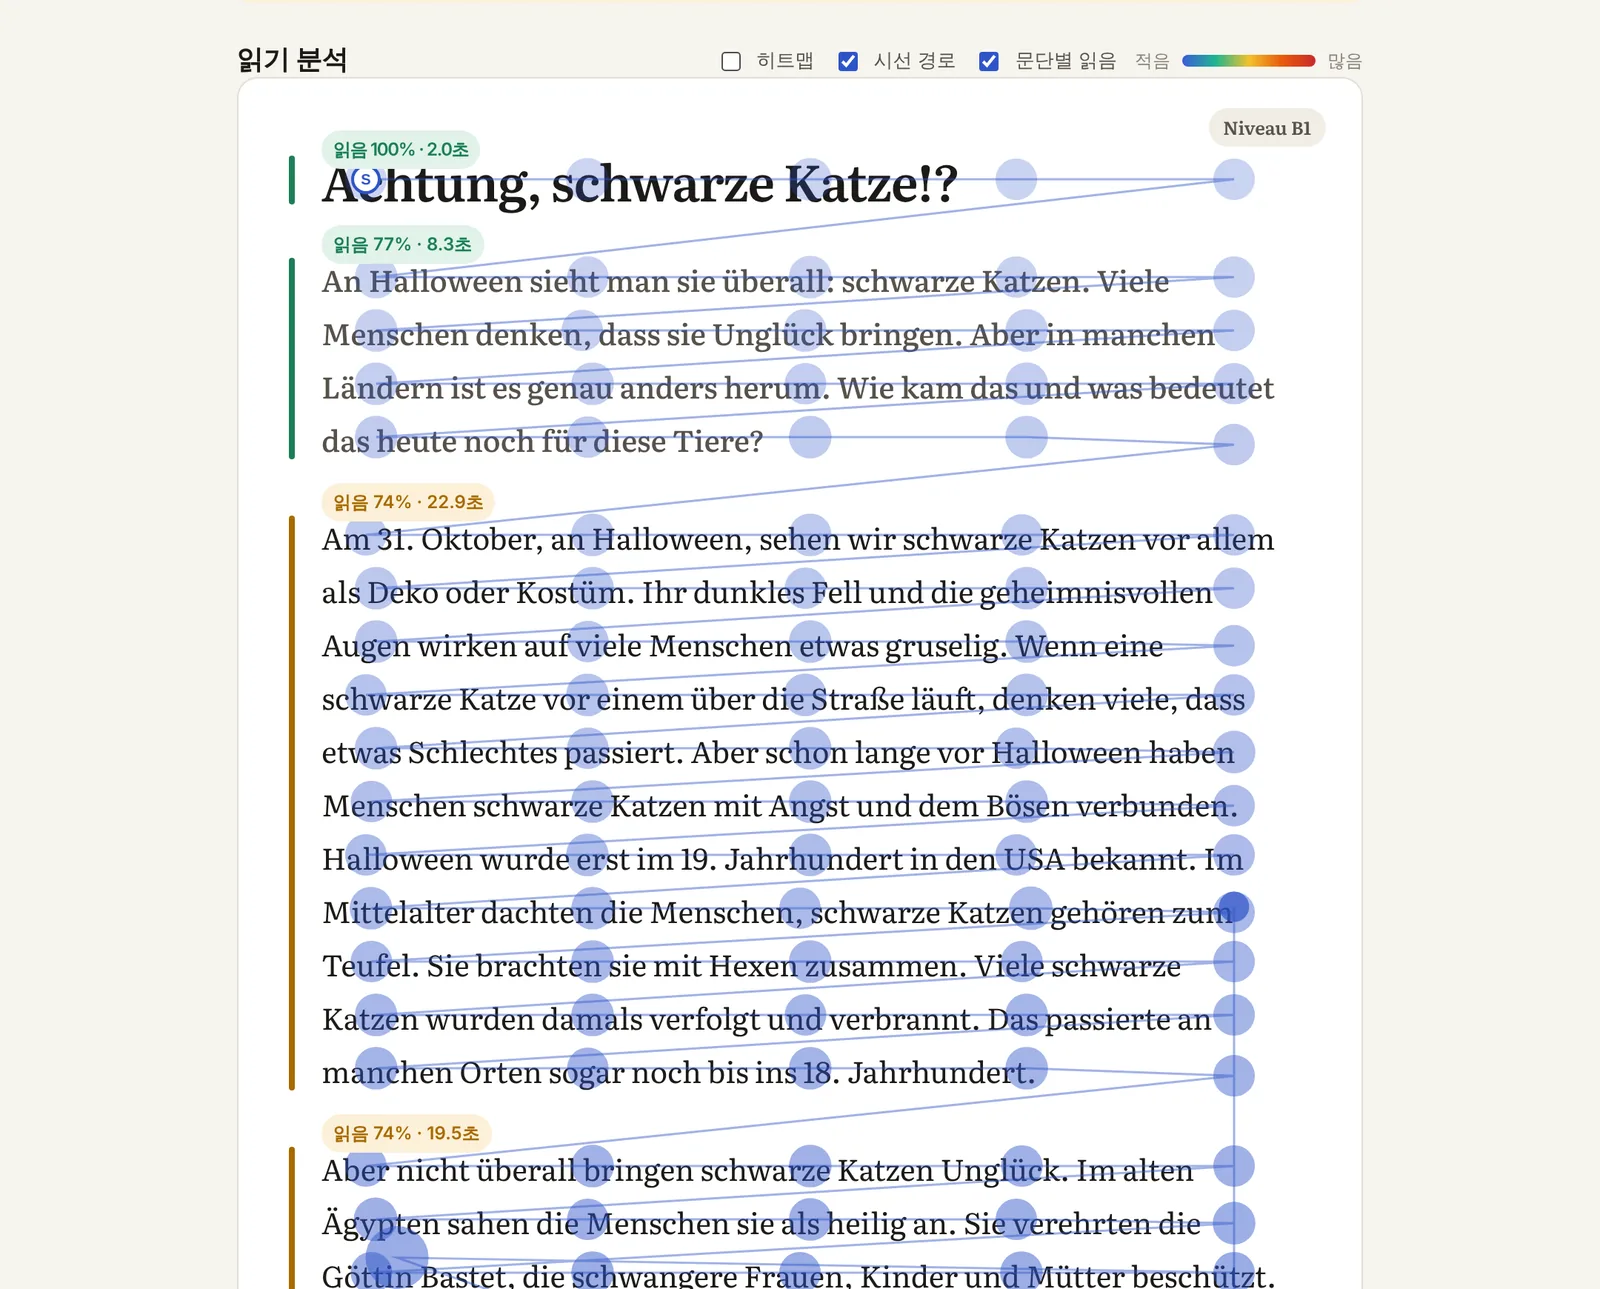 읽기 분석
히트맵 시선 경로 문단별 읽음 적음 많음
Niveau B1
읽음 100% · 2.0초
S
Achtung, schwarze Katze!?
읽음 77% · 8.3초
An Halloween sieht man sie überall: schwarze Katzen. Viele
Menschen denken, dass sie Unglück bringen. Aber in manchen
Ländern ist es genau anders herum. Wie kam das und was bedeutet
das heute noch für diese Tiere?
읽음 74% · 22.9초
Am 31. Oktober, an Halloween, sehen wir schwarze Katzen vor allem
als Deko oder Kostüm. Ihr dunkles Fell und die geheimnisvollen
Augen wirken auf viele Menschen etwas gruselig. Wenn eine
schwarze Katze vor einem über die Straße läuft, denken viele, dass
etwas Schlechtes passiert. Aber schon lange vor Halloween haben
Menschen schwarze Katzen mit Angst und dem Bösen verbunden.
Halloween wurde erst im 19. Jahrhundert in den USA bekannt. Im
Mittelalter dachten die Menschen, schwarze Katzen gehören zum
Teufel. Sie brachten sie mit Hexen zusammen. Viele schwarze
Katzen wurden damals verfolgt und verbrannt. Das passierte an
manchen Orten sogar noch bis ins 18. Jahrhundert.
읽음 74% · 19.5초
Aber nicht überall bringen schwarze Katzen Unglück. Im alten
Ägypten sahen die Menschen sie als heilig an. Sie verehrten die
Göttin Bastet, die schwangere Frauen, Kinder und Mütter beschützt.